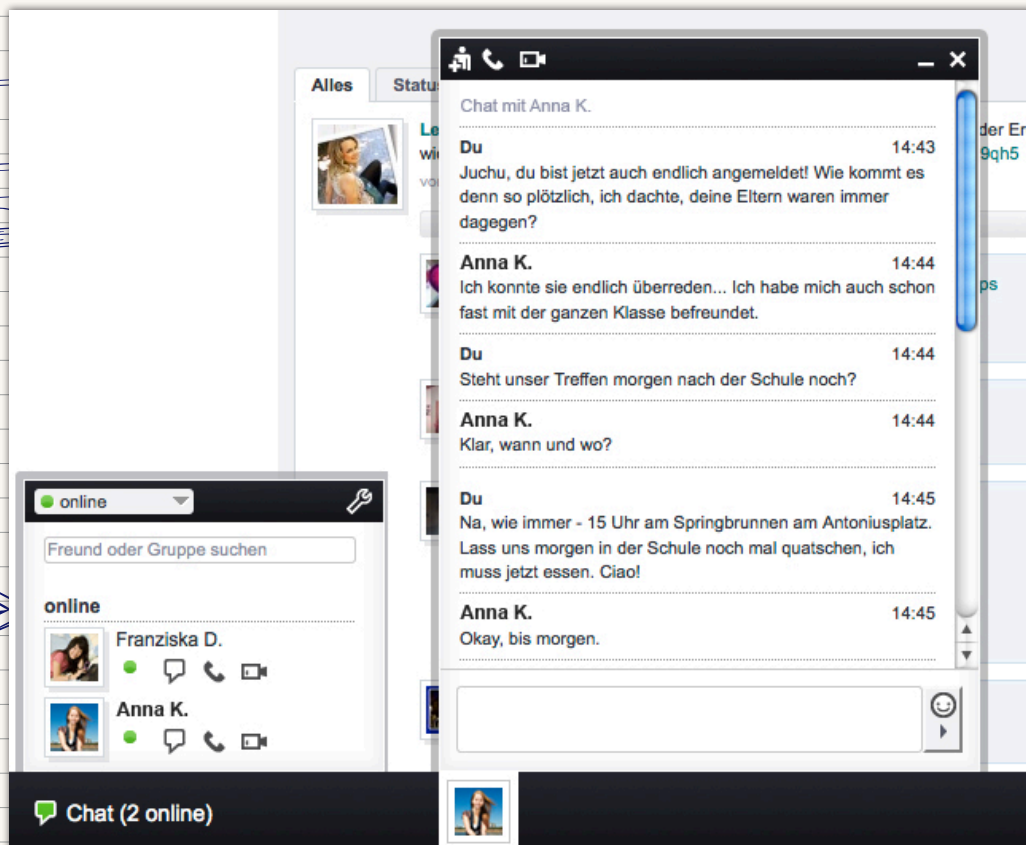 Alles
Chat mit Anna K.
Du 14:43
Juchu, du bist jetzt auch endlich angemeldet! Wie kommt es
denn so plötzlich, ich dachte, deine Eltern waren immer
dagegen?
Anna K. 14:44
Ich konnte sie endlich überreden... Ich habe mich auch schon
fast mit der ganzen Klasse befreundet.
Du 14:44
Steht unser Treffen morgen nach der Schule noch?
Anna K. 14:44
Klar, wann und wo?
Du 14:45
Na, wie immer - 15 Uhr am Springbrunnen am Antoniusplatz.
Lass uns morgen in der Schule noch mal quatschen, ich
muss jetzt essen. Ciao!
Anna K. 14:45
Okay, bis morgen.
9qh5
online
Freund oder Gruppe suchen
online
Franziska D.
Anna K.
Chat (2 online)